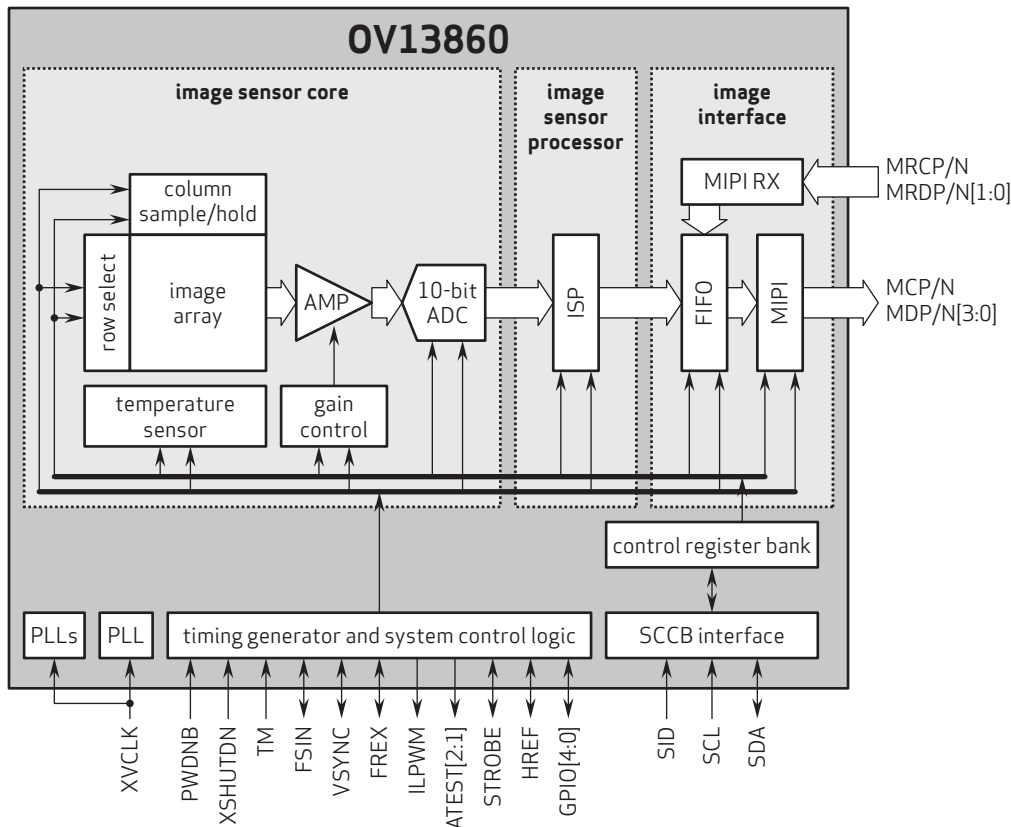 OV13860
image sensor core
image
sensor
processor
image
interface
MIPI RX
MRCP/N
MRDP/N[1:0]
column
sample/hold
row select
image
array
AMP
10-bit
ADC
ISP
FIFO
MIPI
MCP/N
MDP/N[3:0]
temperature
sensor
gain
control
control register bank
PLLs
PLL
timing generator and system control logic
SCCB interface
XVCLK
PWDNB
XSHUTDN
TM
FSIN
VSYNC
FREX
ILPWM
ATEST[2:1]
STROBE
HREF
GPIO[4:0]
SID
SCL
SDA